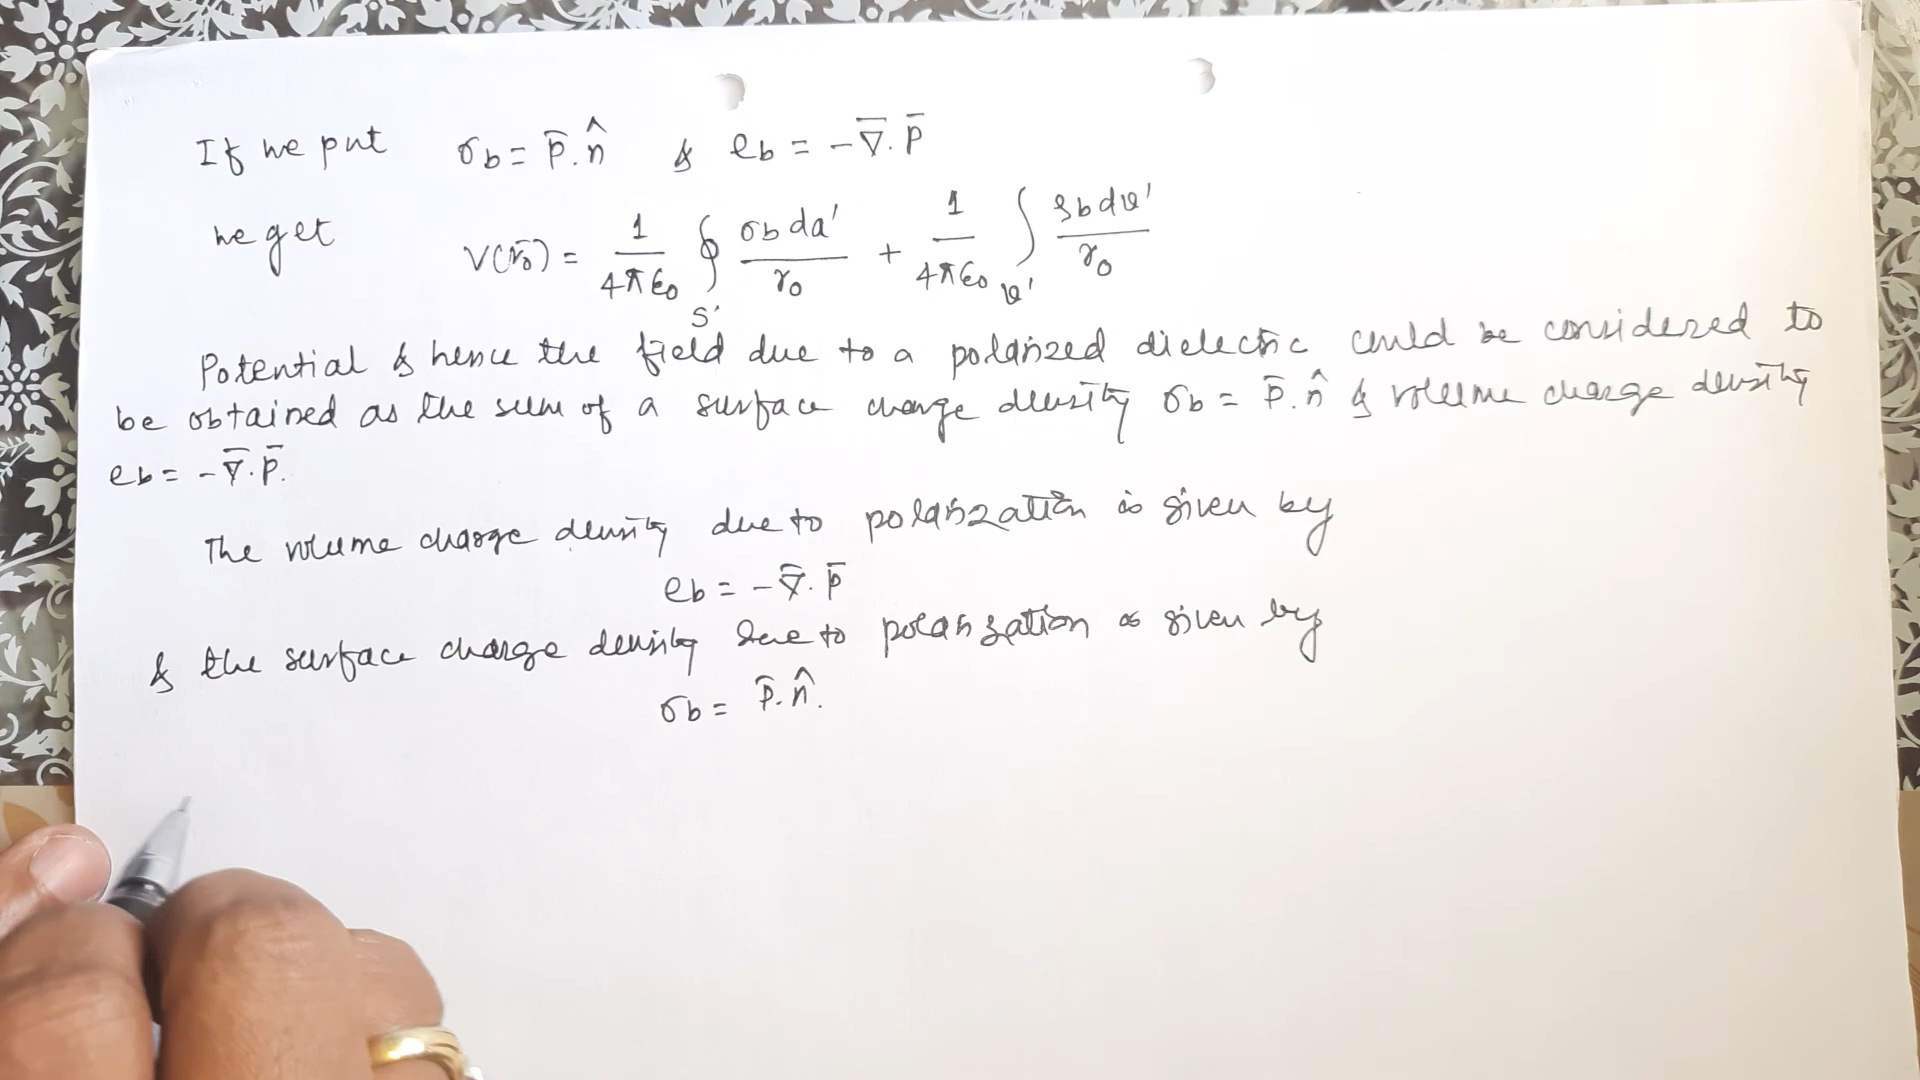 If we put σb = P̄.n̂ & ρb = -∇̄.P̄
we get V(r̄0) = 1/4πϵ0 ∮S' σb da'/r0 + 1/4πϵ0 ∫v' ρb dv'/r0
Potential & hence the field due to a polarized dielectric could be considered to
be obtained as the sum of a surface charge density σb = P̄.n̂ & volume charge density
ρb = -∇̄.P̄.
The volume charge density due to polarization is given by
ρb = -∇̄.P̄
& the surface charge density due to polarization is given by
σb = P̄.n̂.